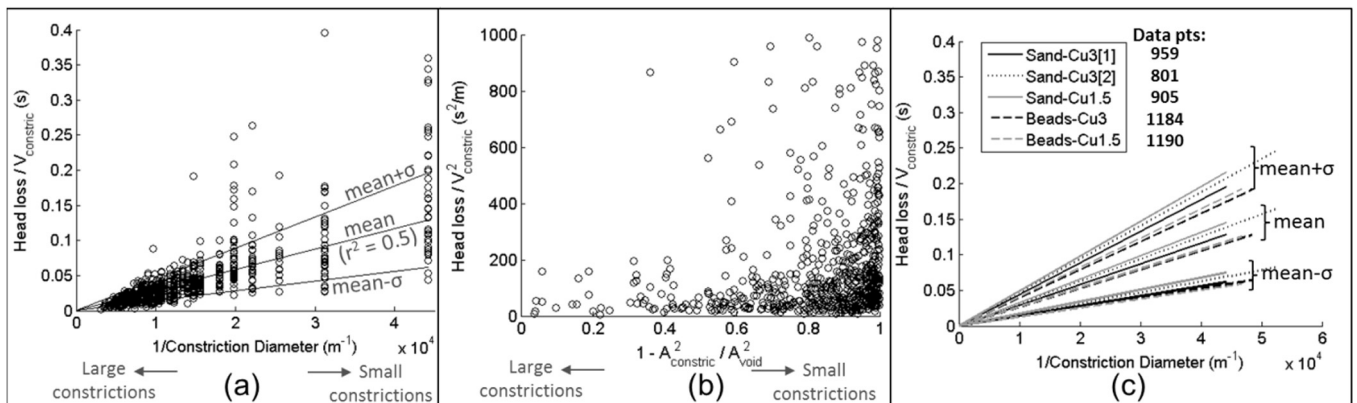 0.4
0.35
0.3
0.25
0.2
0.15
0.1
0.05
0
Head loss / V_constric (s)
mean+σ
mean
(r² = 0.5)
mean-σ
0 1 2 3 4
1/Constriction Diameter (m⁻¹) x 10⁴
Large constrictions
Small constrictions
(a)
1000
800
600
400
200
0
Head loss / V²_constric (s²/m)
0 0.2 0.4 0.6 0.8 1
1 - A²_constric / A²_void
Large constrictions
Small constrictions
(b)
0.4
0.35
0.3
0.25
0.2
0.15
0.1
0.05
0
Head loss / V_constric (s)
Data pts:
Sand-Cu3[1] 959
Sand-Cu3[2] 801
Sand-Cu1.5 905
Beads-Cu3 1184
Beads-Cu1.5 1190
mean+σ
mean
mean-σ
0 1 2 3 4 5 6
1/Constriction Diameter (m⁻¹) x 10⁴
(c)